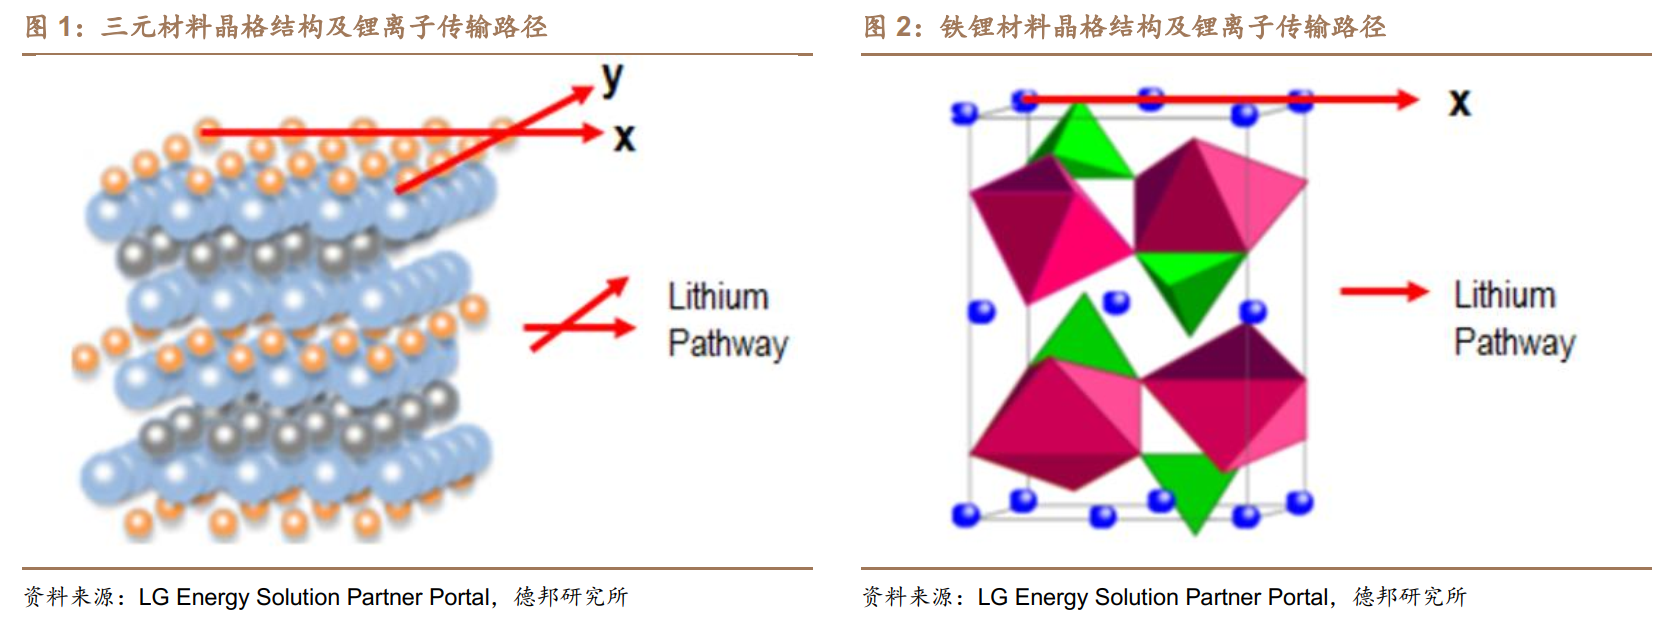 图 1：三元材料晶格结构及锂离子传输路径
y
x
Lithium
Pathway
资料来源：LG Energy Solution Partner Portal，德邦研究所
图 2：铁锂材料晶格结构及锂离子传输路径
x
Lithium
Pathway
资料来源：LG Energy Solution Partner Portal，德邦研究所